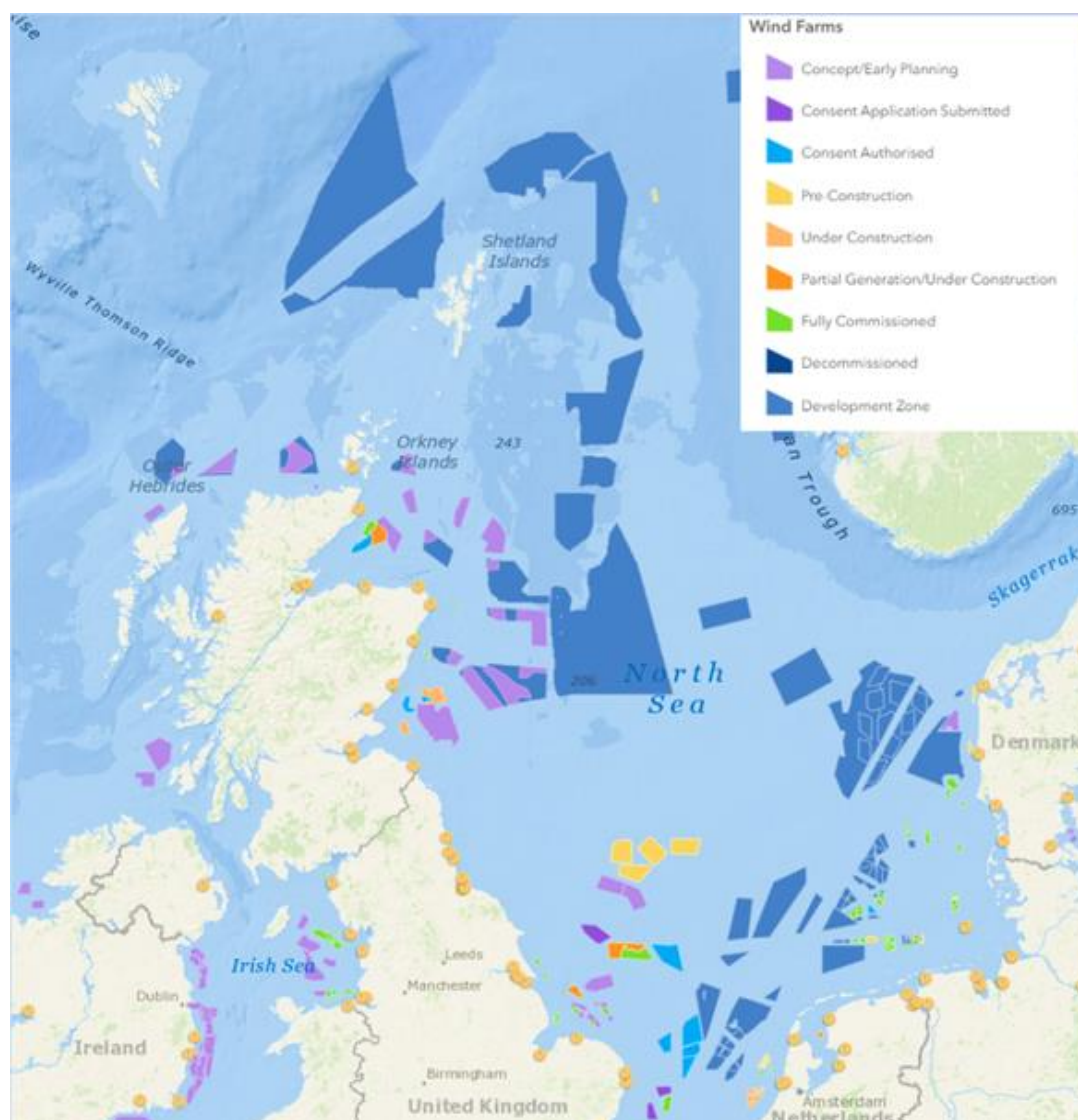 Wind Farms
Concept/Early Planning
Consent Application Submitted
Consent Authorised
Pre-Construction
Under Construction
Partial Generation/Under Construction
Fully Commissioned
Decommissioned
Development Zone
Shetland
Islands
Wyville Thomson Ridge
Orkney
Islands
243
Outer
Hebrides
Trough
695
Skagerrak
206
North
Sea
Denmark
Irish Sea
Leeds
Manchester
Dublin
Ireland
Birmingham
United Kingdom
Amsterdam
Netherlands